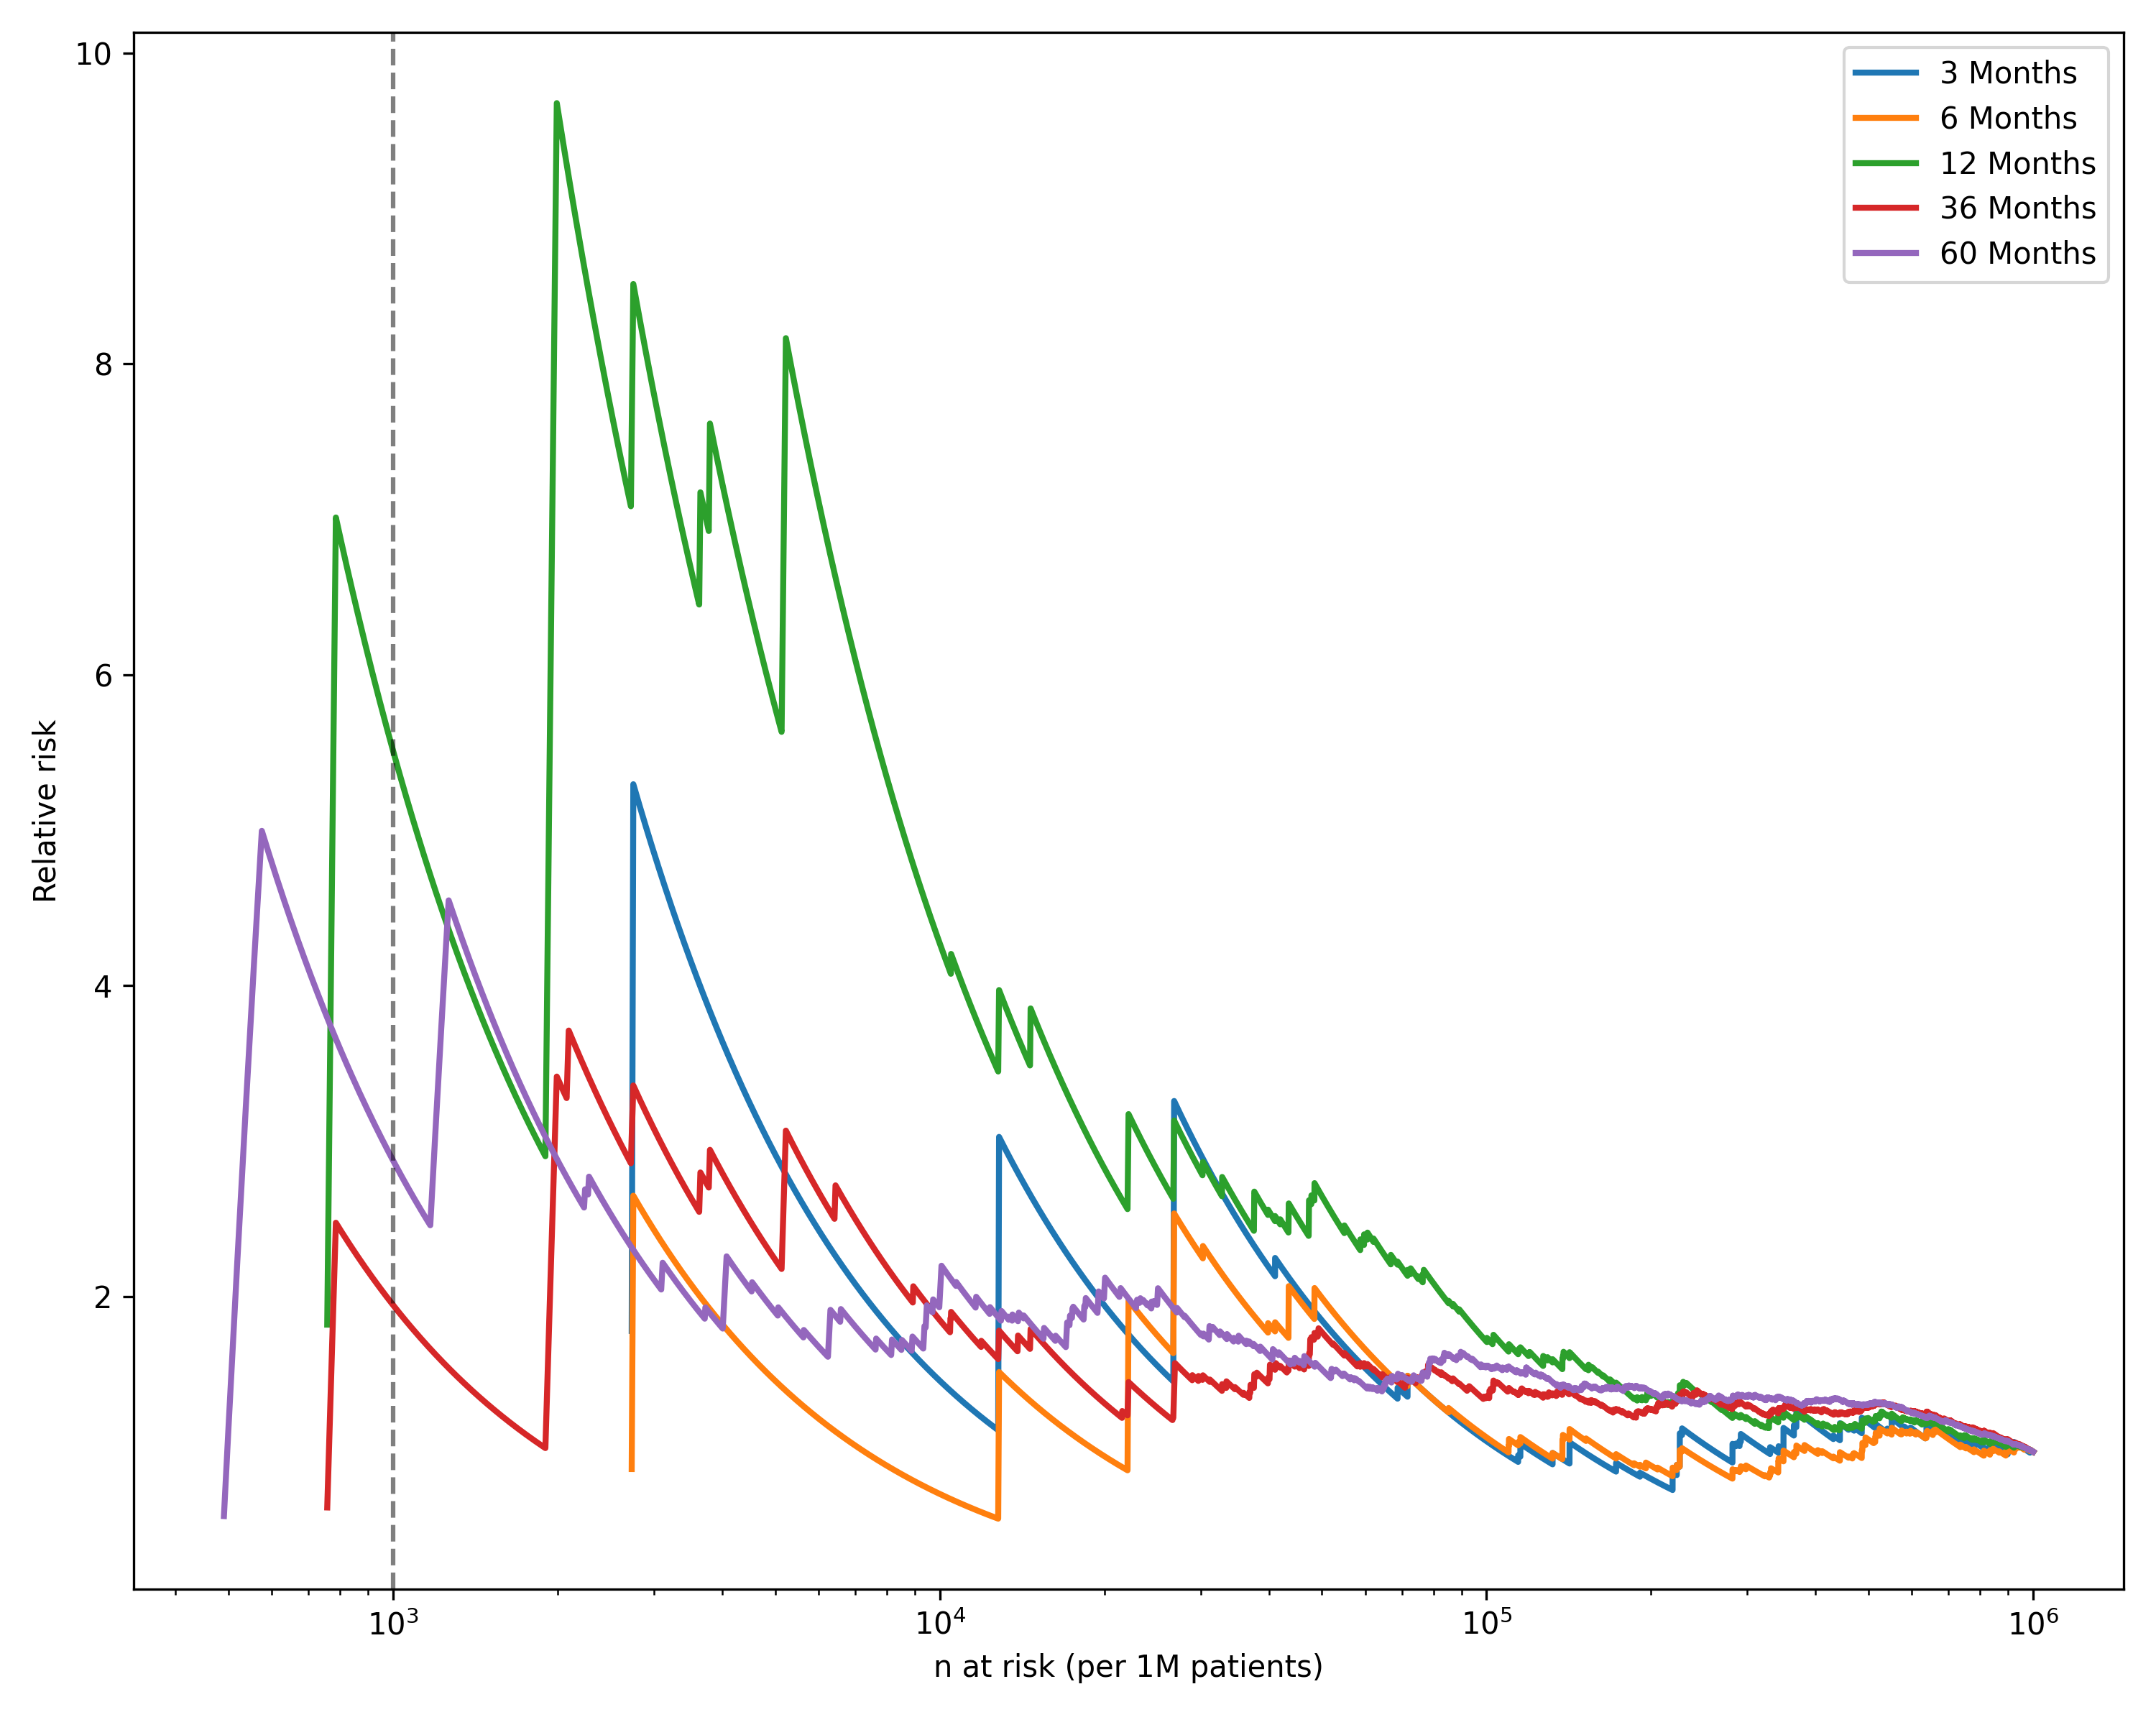 10
8
6
4
2
Relative risk
3 Months
6 Months
12 Months
36 Months
60 Months
10³ 10⁴ 10⁵ 10⁶
n at risk (per 1M patients)